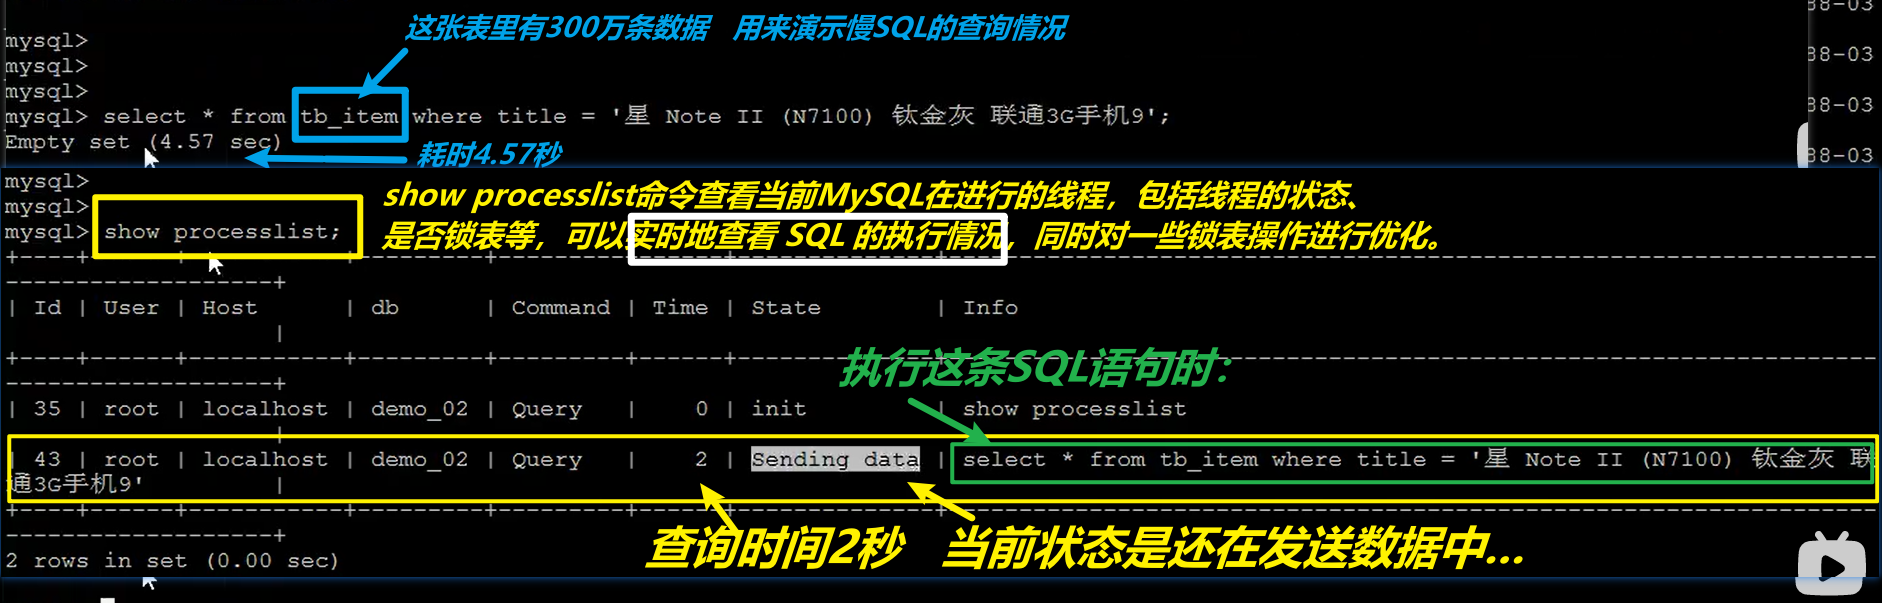 这张表里有300万条数据 用来演示慢SQL的查询情况
mysql>
mysql>
mysql>
mysql> select * from tb_item where title = '星 Note II (N7100) 钛金灰 联通3G手机9';
Empty set (4.57 sec)
耗时4.57秒
38-03
38-03
38-03
38-03
mysql>
mysql>
mysql> show processlist;
show processlist命令查看当前MySQL在进行的线程，包括线程的状态、
是否锁表等，可以实时地查看 SQL 的执行情况，同时对一些锁表操作进行优化。
| Id | User | Host | db | Command | Time | State | Info
|
执行这条SQL语句时：
| 35 | root | localhost | demo_02 | Query | 0 | init | show processlist
|
| 43 | root | localhost | demo_02 | Query | 2 | Sending data | select * from tb_item where title = '星 Note II (N7100) 钛金灰 联
通3G手机9' |
查询时间2秒 当前状态是还在发送数据中...
2 rows in set (0.00 sec)